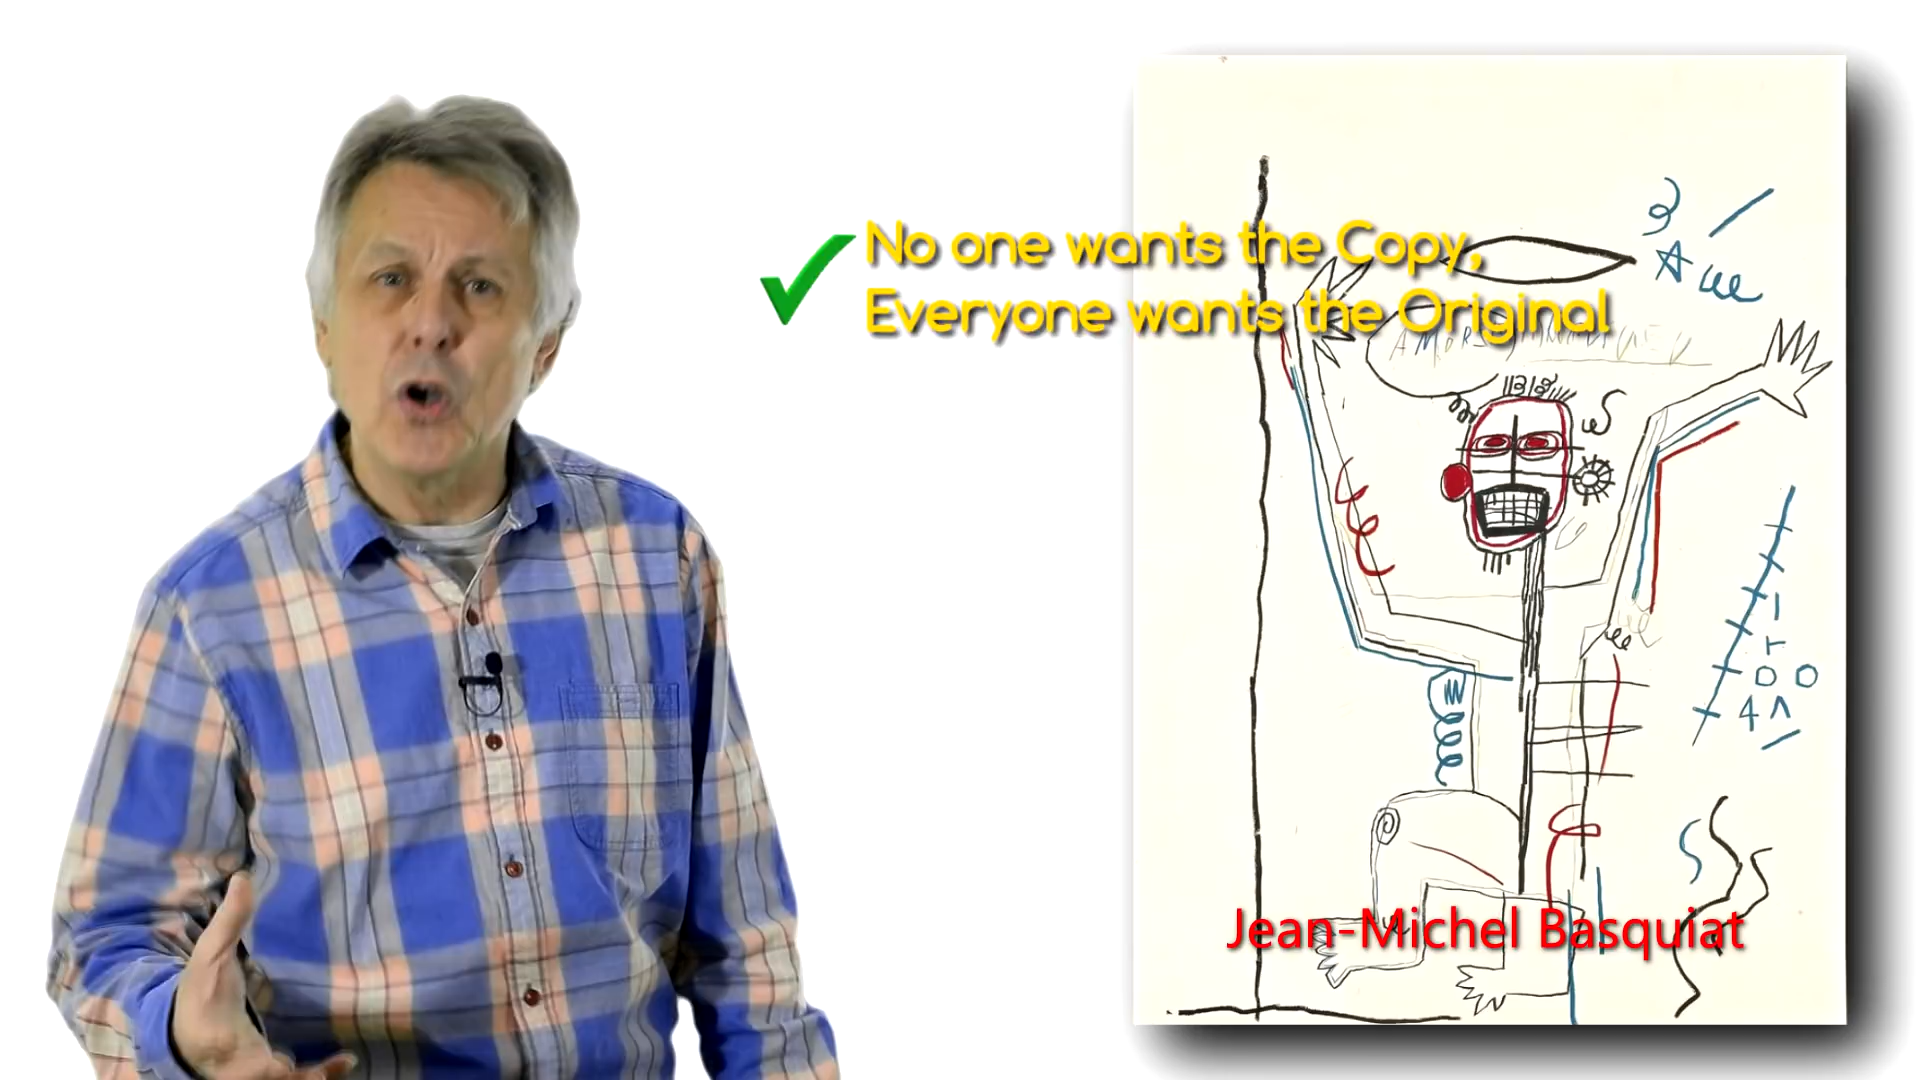 No one wants the Copy,
Everyone wants the Original
Jean-Michel Basquiat